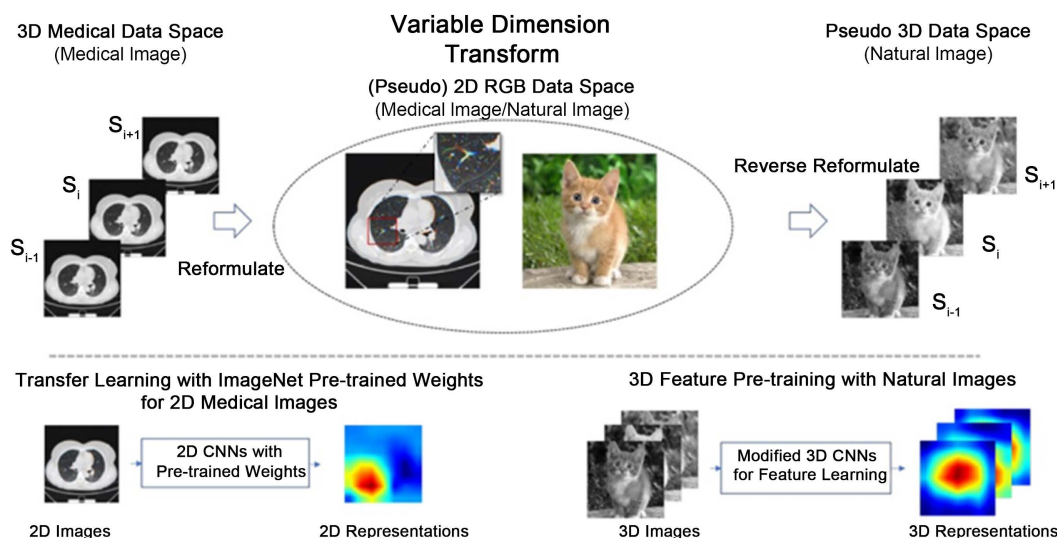 3D Medical Data Space
(Medical Image)
Variable Dimension
Transform
(Pseudo) 2D RGB Data Space
(Medical Image/Natural Image)
Pseudo 3D Data Space
(Natural Image)
S i+1
S i
S i-1
Reformulate
Reverse Reformulate
S i+1
S i
S i-1
Transfer Learning with ImageNet Pre-trained Weights
for 2D Medical Images
2D CNNs with
Pre-trained Weights
2D Images
2D Representations
3D Feature Pre-training with Natural Images
Modified 3D CNNs
for Feature Learning
3D Images
3D Representations